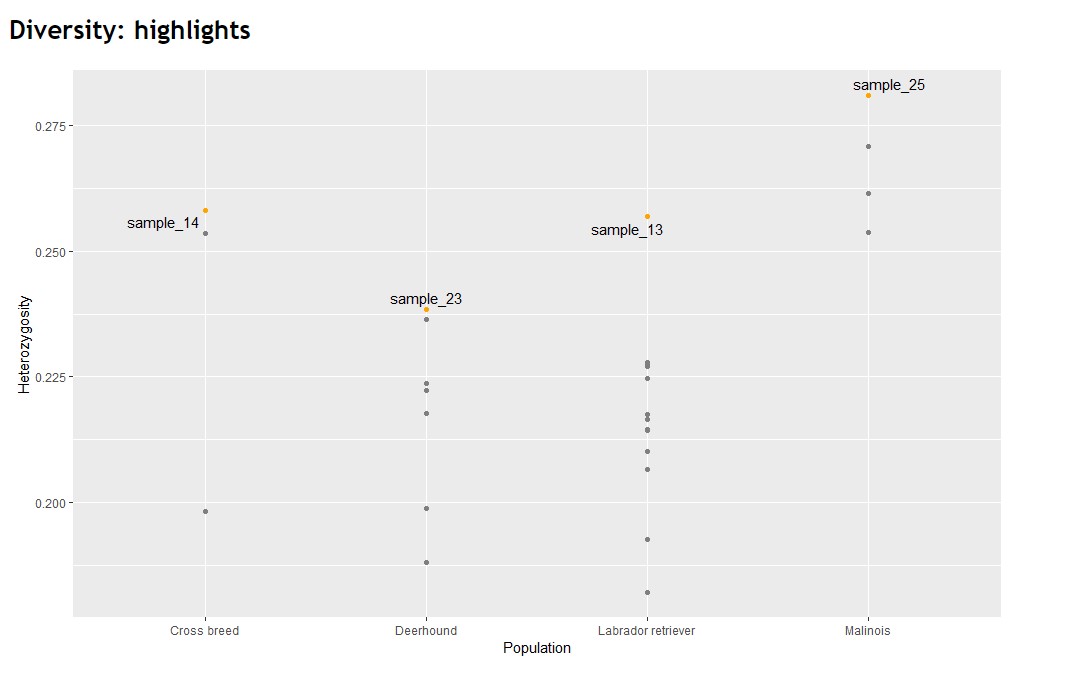 Diversity: highlights
sample_25
0.275
sample_14
sample_13
0.250
sample_23
Heterozygosity
0.225
0.200
Cross breed Deerhound Labrador retriever Malinois
Population